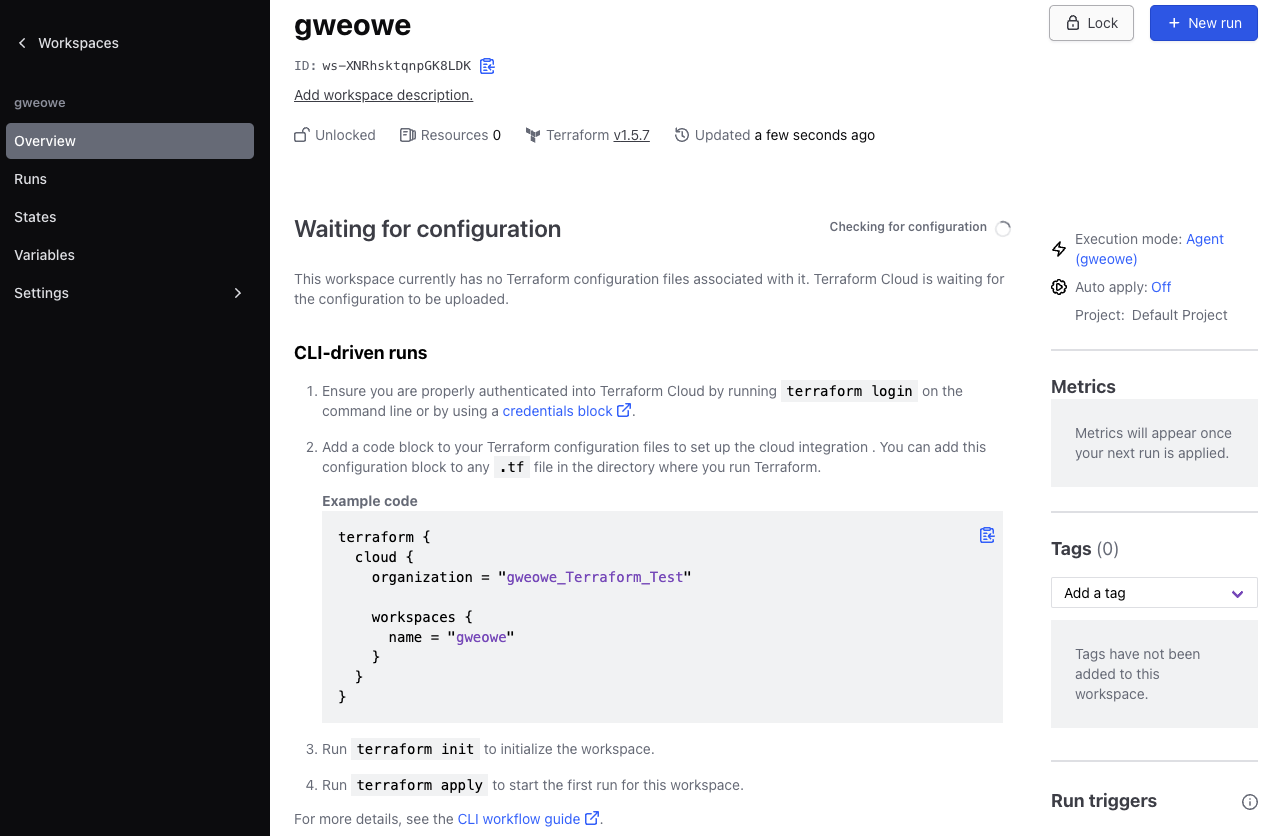 Workspaces
gweowe
Overview
Runs
States
Variables
Settings
gweowe
Lock
+ New run
ID: ws-XNRhsktqnpGK8LDK
Add workspace description.
Unlocked Resources 0 Terraform v1.5.7 Updated a few seconds ago
Waiting for configuration
Checking for configuration
This workspace currently has no Terraform configuration files associated with it. Terraform Cloud is waiting for
the configuration to be uploaded.
CLI-driven runs
1. Ensure you are properly authenticated into Terraform Cloud by running terraform login on the
command line or by using a credentials block.
2. Add a code block to your Terraform configuration files to set up the cloud integration . You can add this
configuration block to any .tf file in the directory where you run Terraform.
Example code
terraform {
  cloud {
    organization = "gweowe_Terraform_Test"

    workspaces {
      name = "gweowe"
    }
  }
}
3. Run terraform init to initialize the workspace.
4. Run terraform apply to start the first run for this workspace.
For more details, see the CLI workflow guide.
Execution mode: Agent
(gweowe)
Auto apply: Off
Project: Default Project
Metrics
Metrics will appear once
your next run is applied.
Tags (0)
Add a tag
Tags have not been
added to this
workspace.
Run triggers